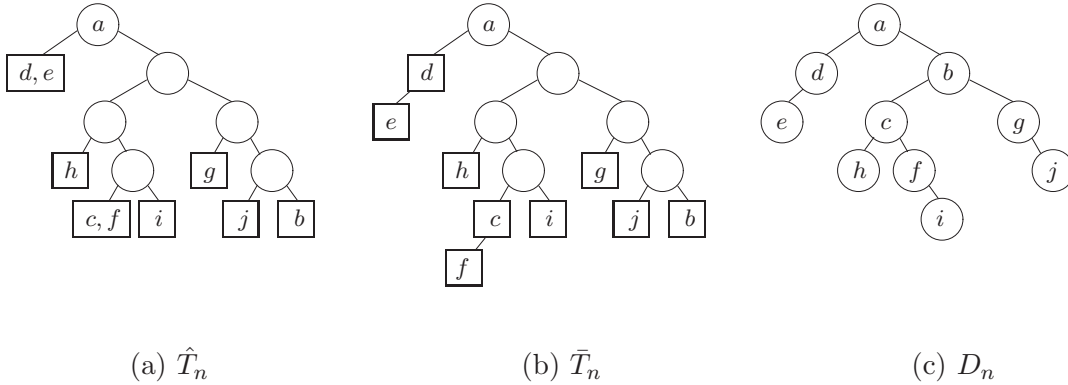 a a a
d, e d d b
e e c g
h g h g h f j
c, f i j b c i j b i
f
(a) T̂ₙ (b) T̄ₙ (c) Dₙ